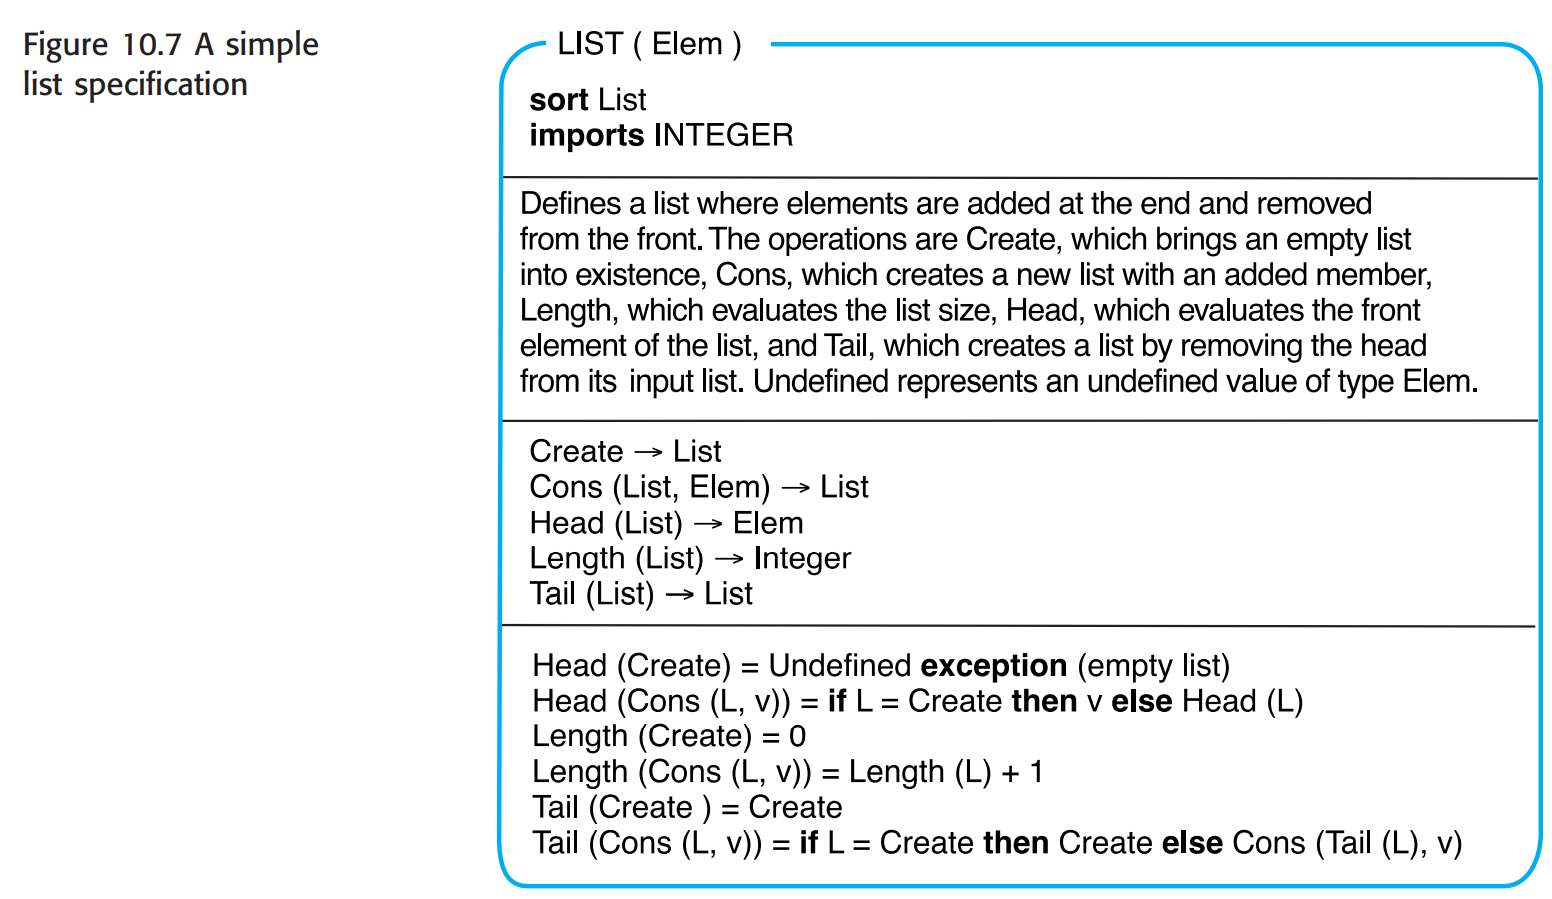 Figure 10.7 A simple
list specification
LIST ( Elem )
sort List
imports INTEGER
Defines a list where elements are added at the end and removed
from the front. The operations are Create, which brings an empty list
into existence, Cons, which creates a new list with an added member,
Length, which evaluates the list size, Head, which evaluates the front
element of the list, and Tail, which creates a list by removing the head
from its input list. Undefined represents an undefined value of type Elem.
Create → List
Cons (List, Elem) → List
Head (List) → Elem
Length (List) → Integer
Tail (List) → List
Head (Create) = Undefined exception (empty list)
Head (Cons (L, v)) = if L = Create then v else Head (L)
Length (Create) = 0
Length (Cons (L, v)) = Length (L) + 1
Tail (Create ) = Create
Tail (Cons (L, v)) = if L = Create then Create else Cons (Tail (L), v)